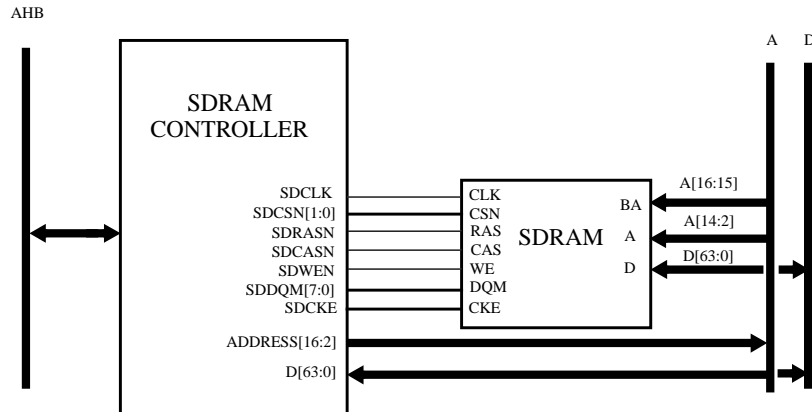 AHB
A D
SDRAM
CONTROLLER
SDCLK
SDCSN[1:0]
SDRASN
SDCASN
SDWEN
SDDQM[7:0]
SDCKE
ADDRESS[16:2]
D[63:0]
CLK
CSN
RAS
CAS
WE
DQM
CKE
SDRAM
BA
A
D
A[16:15]
A[14:2]
D[63:0]